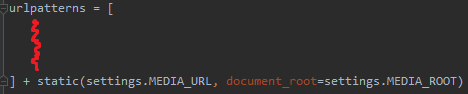 urlpatterns = [
] + static(settings.MEDIA_URL, document_root=settings.MEDIA_ROOT)